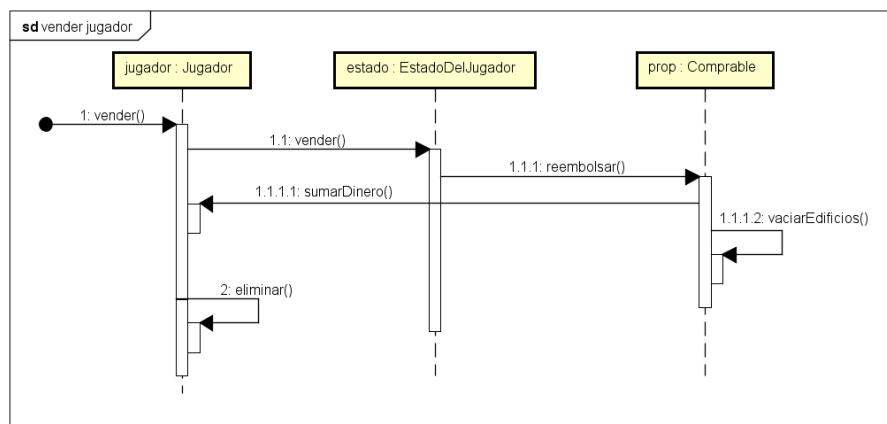 sd vender jugador
jugador : Jugador
estado : EstadoDelJugador
prop : Comprable
1: vender()
1.1: vender()
1.1.1: reembolsar()
1.1.1.1: sumarDinero()
1.1.1.2: vaciarEdificios()
2: eliminar()